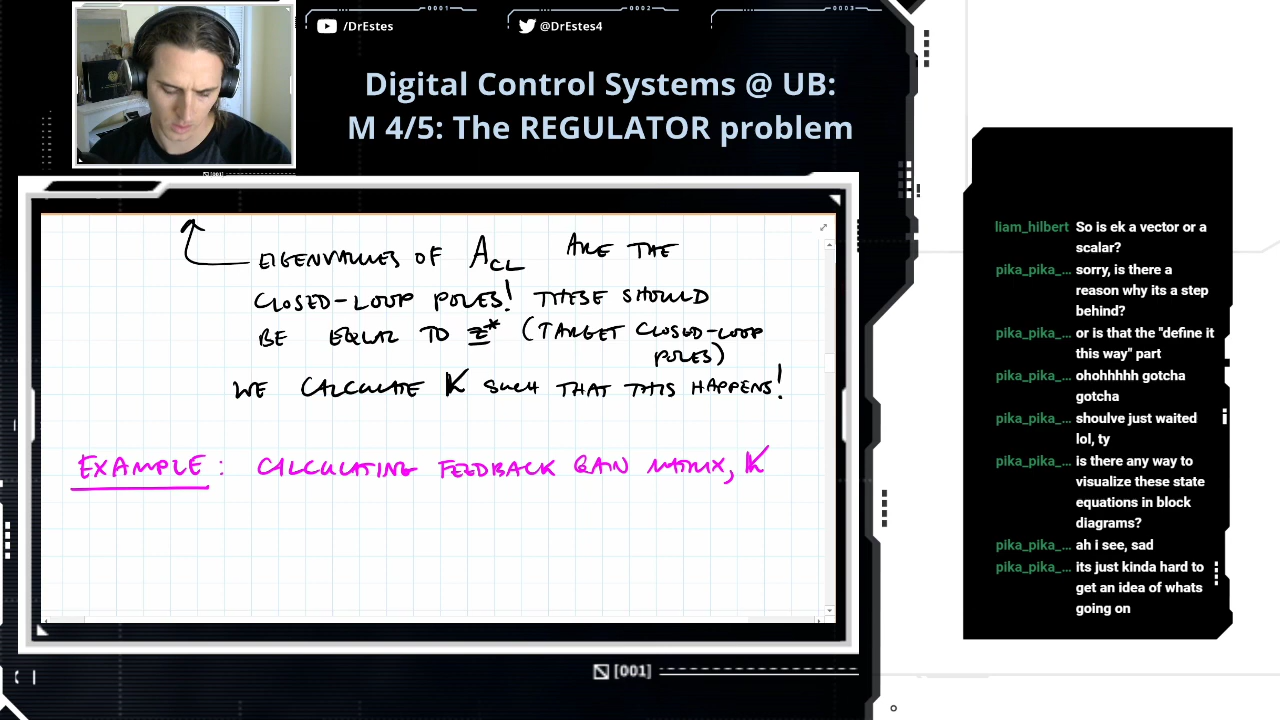 0001
0002
0003
/DrEstes
@DrEstes4
Digital Control Systems @ UB:
M 4/5: The REGULATOR problem
[001]
EIGENVALUES OF A_CL ARE THE
CLOSED-LOOP POLES! THESE SHOULD
BE EQUAL TO z* (TARGET CLOSED-LOOP
POLES)
WE CALCULATE K SUCH THAT THIS HAPPENS!
EXAMPLE: CALCULATING FEEDBACK GAIN MATRIX, K
[001]
liam_hilbert So is ek a vector or a
scalar?
pika_pika_... sorry, is there a
reason why its a step
behind?
pika_pika_... or is that the "define it
this way" part
pika_pika_... ohohhhhh gotcha
gotcha
pika_pika_... shoulve just waited
lol, ty
pika_pika_... is there any way to
visualize these state
equations in block
diagrams?
pika_pika_... ah i see, sad
pika_pika_... its just kinda hard to
get an idea of whats
going on